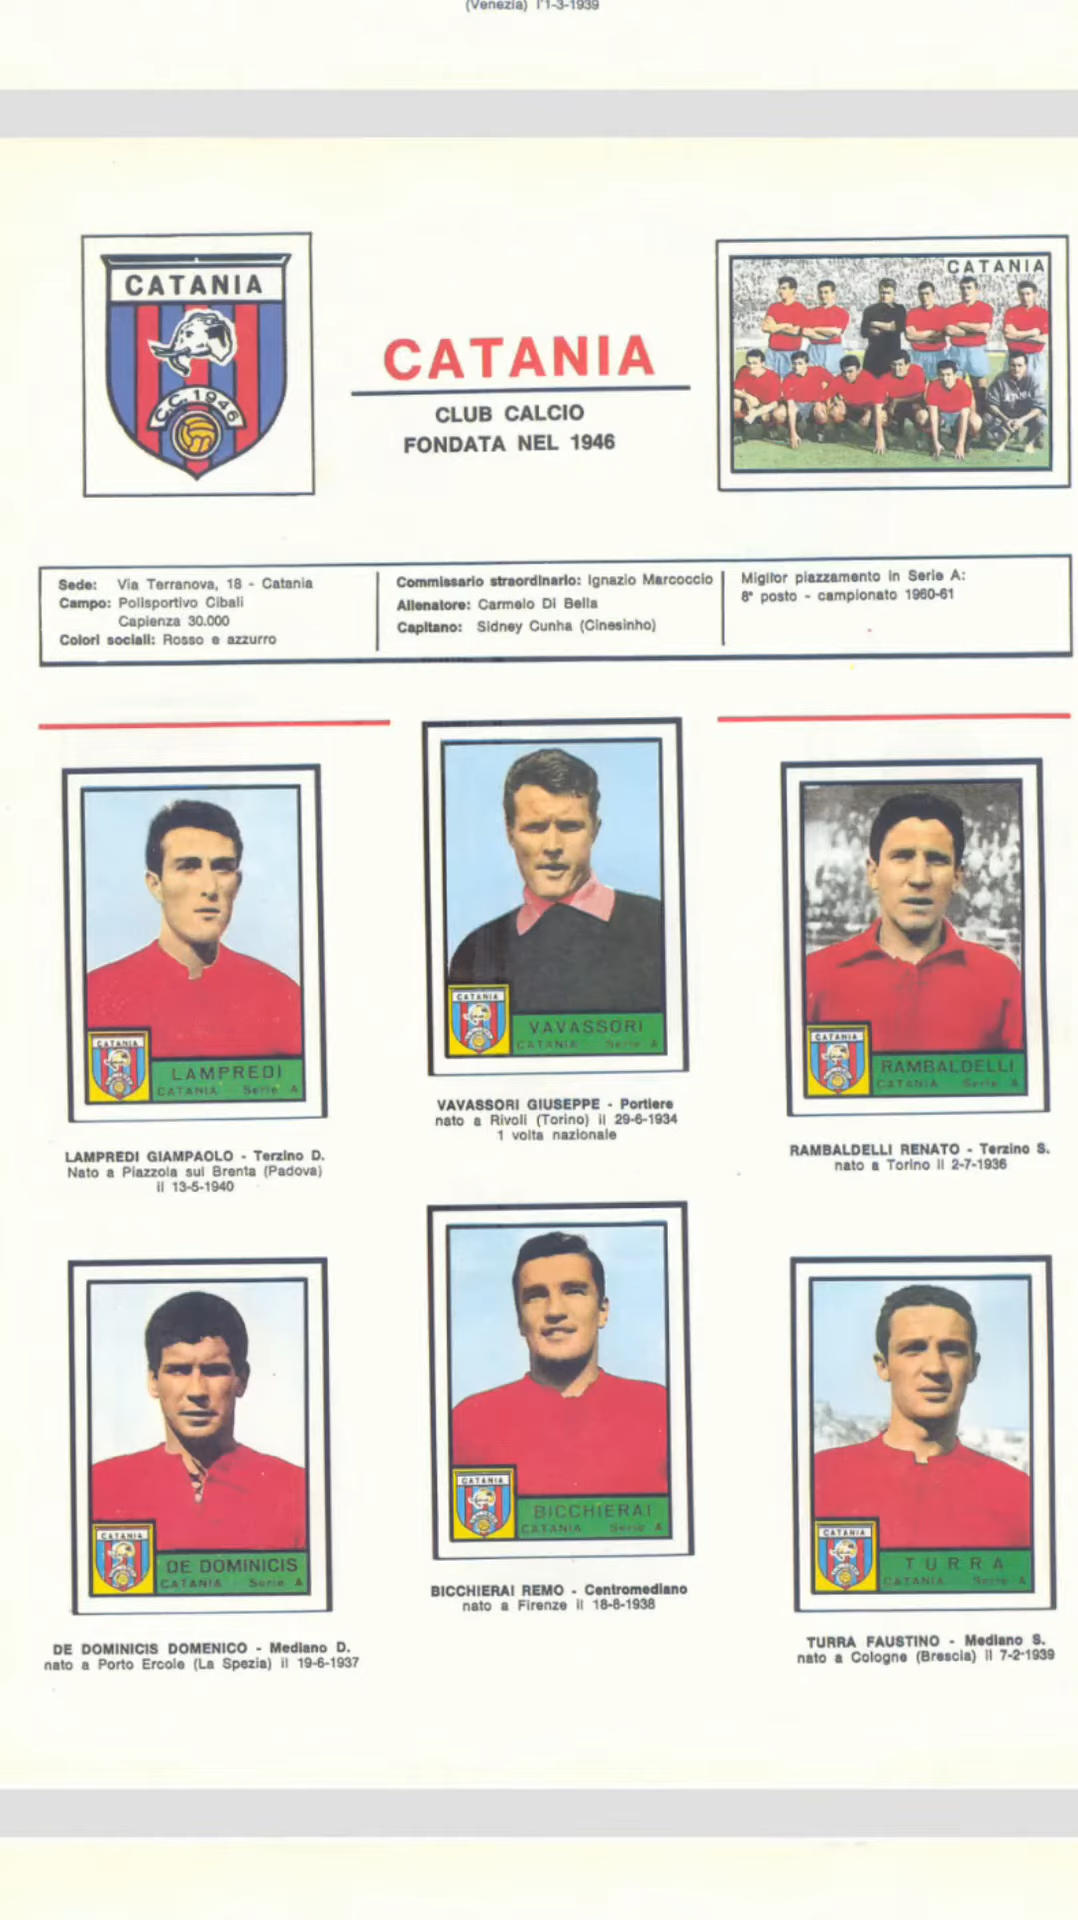 (Venezia) l'1-3-1939
CATANIA
C.C. 1946
CATANIA
CLUB CALCIO
FONDATA NEL 1946
CATANIA
CATANIA
Sede: Via Terranova, 18 - Catania
Campo: Polisportivo Cibali
Capienza 30.000
Colori sociali: Rosso e azzurro
Commissario straordinario: Ignazio Marcoccio
Allenatore: Carmelo Di Bella
Capitano: Sidney Cunha (Cinesinho)
Miglior piazzamento in Serie A:
8° posto - campionato 1960-61
CATANIA
LAMPREDI
CATANIA Serie A
LAMPREDI GIAMPAOLO - Terzino D.
Nato a Piazzola sul Brenta (Padova)
il 13-5-1940
CATANIA
VAVASSORI
CATANIA Serie A
VAVASSORI GIUSEPPE - Portiere
nato a Rivoli (Torino) il 29-6-1934
1 volta nazionale
CATANIA
RAMBALDELLI
CATANIA Serie A
RAMBALDELLI RENATO - Terzino S.
nato a Torino il 2-7-1936
CATANIA
DE DOMINICIS
CATANIA Serie A
DE DOMINICIS DOMENICO - Mediano D.
nato a Porto Ercole (La Spezia) il 19-6-1937
CATANIA
BICCHIERAI
CATANIA Serie A
BICCHIERAI REMO - Centromediano
nato a Firenze il 18-8-1938
CATANIA
TURRA
CATANIA Serie A
TURRA FAUSTINO - Mediano S.
nato a Cologne (Brescia) il 7-2-1939